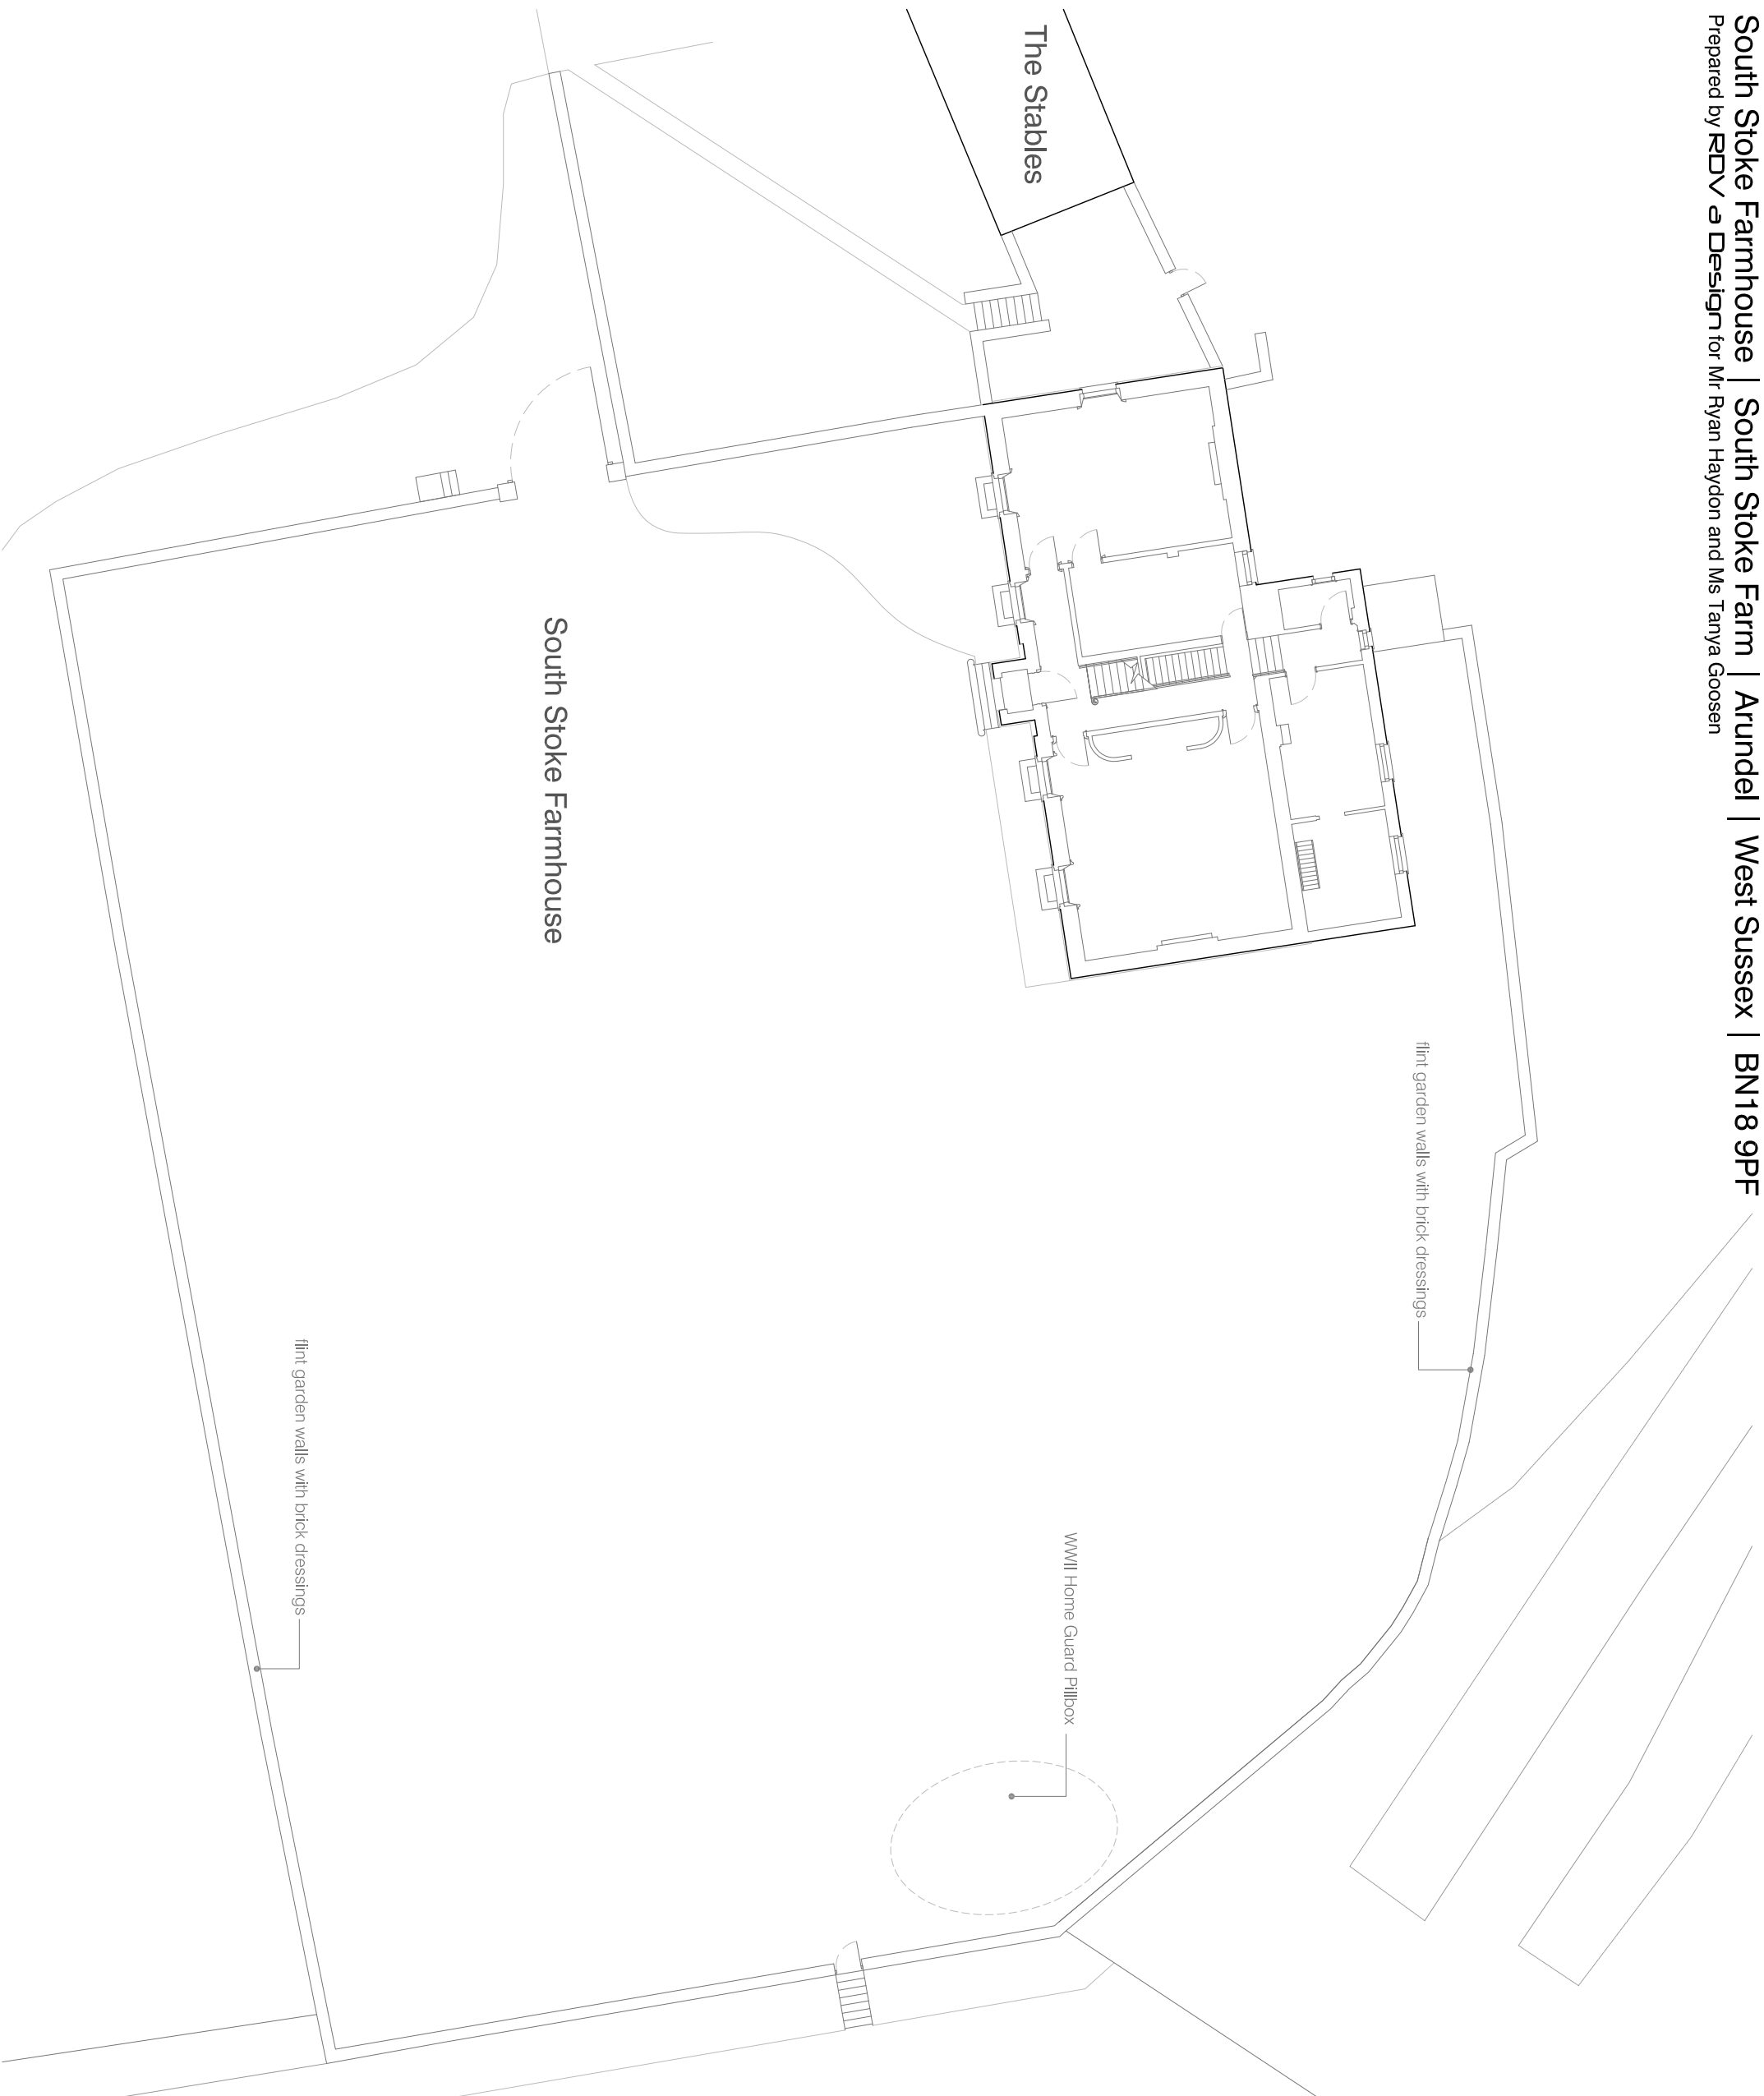 South Stoke Farmhouse | South Stoke Farm | Arundel | West Sussex | BN18 9PF
Prepared by RDV a Design for Mr Ryan Haydon and Ms Tanya Goosen
The Stables
South Stoke Farmhouse
flint garden walls with brick dressings
WWII Home Guard Pillbox
flint garden walls with brick dressings